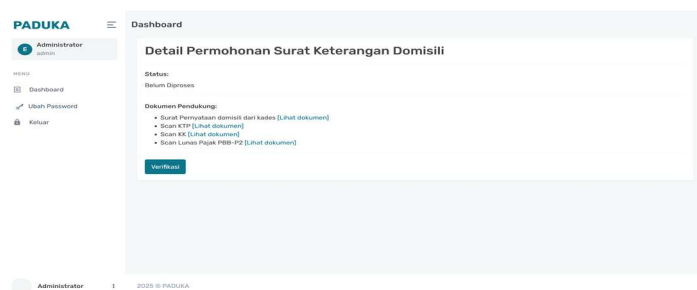 PADUKA
Dashboard
E
Administrator
admin
MENU
Dashboard
Ubah Password
Keluar
Detail Permohonan Surat Keterangan Domisili
Status:
Belum Diproses
Dokumen Pendukung:
• Surat Pernyataan domisili dari kades [Lihat dokumen]
• Scan KTP [Lihat dokumen]
• Scan KK [Lihat dokumen]
• Scan Lunas Pajak PBB-P2 [Lihat dokumen]
Verifikasi
Administrator
2025 © PADUKA